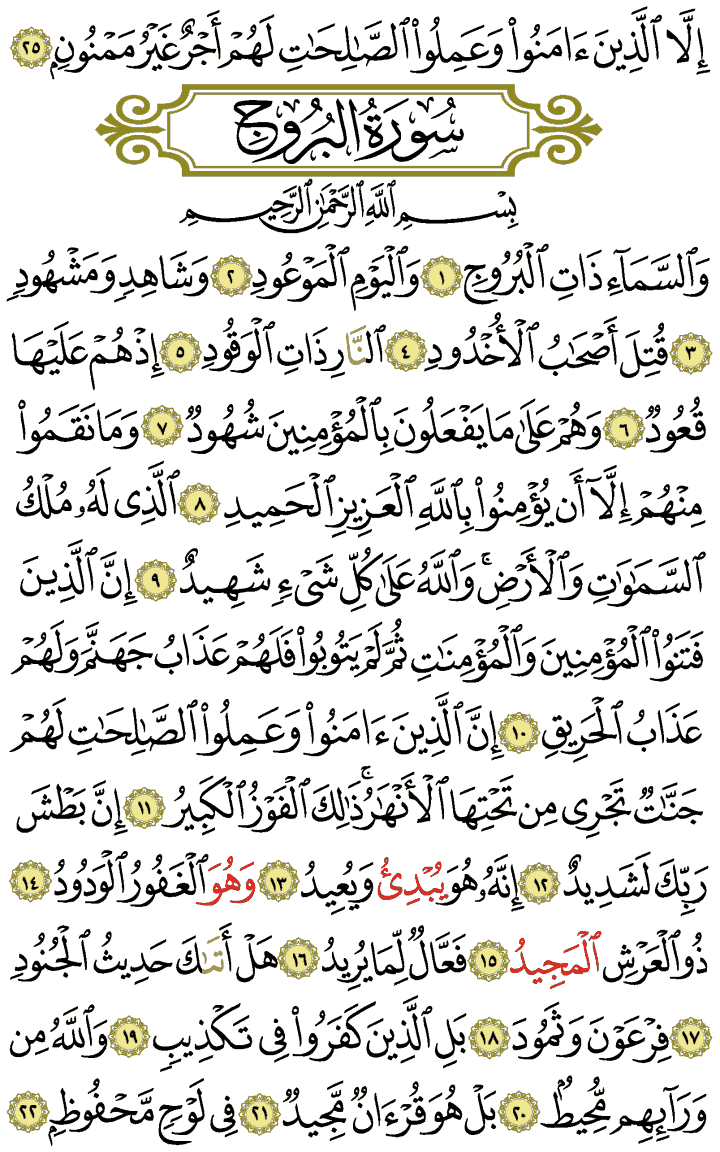 إِلَّا ٱلَّذِينَ ءَامَنُوا۟ وَعَمِلُوا۟ ٱلصَّـٰلِحَـٰتِ لَهُمْ أَجْرٌ غَيْرُ مَمْنُونٍۭ ٢٥
سُورَةُ البُرُوجِ
بِسْمِ ٱللَّهِ ٱلرَّحْمَـٰنِ ٱلرَّحِيمِ
وَٱلسَّمَآءِ ذَاتِ ٱلْبُرُوجِ ١ وَٱلْيَوْمِ ٱلْمَوْعُودِ ٢ وَشَاهِدٍ وَمَشْهُودٍ
٣ قُتِلَ أَصْحَـٰبُ ٱلْأُخْدُودِ ٤ ٱلنَّارِ ذَاتِ ٱلْوَقُودِ ٥ إِذْ هُمْ عَلَيْهَا
قُعُودٌ ٦ وَهُمْ عَلَىٰ مَا يَفْعَلُونَ بِٱلْمُؤْمِنِينَ شُهُودٌ ٧ وَمَا نَقَمُوا۟
مِنْهُمْ إِلَّآ أَن يُؤْمِنُوا۟ بِٱللَّهِ ٱلْعَزِيزِ ٱلْحَمِيدِ ٨ ٱلَّذِى لَهُۥ مُلْكُ
ٱلسَّمَـٰوَٰتِ وَٱلْأَرْضِ ۚ وَٱللَّهُ عَلَىٰ كُلِّ شَىْءٍ شَهِيدٌ ٩ إِنَّ ٱلَّذِينَ
فَتَنُوا۟ ٱلْمُؤْمِنِينَ وَٱلْمُؤْمِنَـٰتِ ثُمَّ لَمْ يَتُوبُوا۟ فَلَهُمْ عَذَابُ جَهَنَّمَ وَلَهُمْ
عَذَابُ ٱلْحَرِيقِ ١٠ إِنَّ ٱلَّذِينَ ءَامَنُوا۟ وَعَمِلُوا۟ ٱلصَّـٰلِحَـٰتِ لَهُمْ
جَنَّـٰتٌ تَجْرِى مِن تَحْتِهَا ٱلْأَنْهَـٰرُ ۚ ذَٰلِكَ ٱلْفَوْزُ ٱلْكَبِيرُ ١١ إِنَّ بَطْشَ
رَبِّكَ لَشَدِيدٌ ١٢ إِنَّهُۥ هُوَ يُبْدِئُ وَيُعِيدُ ١٣ وَهُوَ ٱلْغَفُورُ ٱلْوَدُودُ ١٤
ذُو ٱلْعَرْشِ ٱلْمَجِيدُ ١٥ فَعَّالٌ لِّمَا يُرِيدُ ١٦ هَلْ أَتَىٰكَ حَدِيثُ ٱلْجُنُودِ
١٧ فِرْعَوْنَ وَثَمُودَ ١٨ بَلِ ٱلَّذِينَ كَفَرُوا۟ فِى تَكْذِيبٍ ١٩ وَٱللَّهُ مِن
وَرَآئِهِم مُّحِيطٌۢ ٢٠ بَلْ هُوَ قُرْءَانٌ مَّجِيدٌ ٢١ فِى لَوْحٍ مَّحْفُوظٍۭ ٢٢